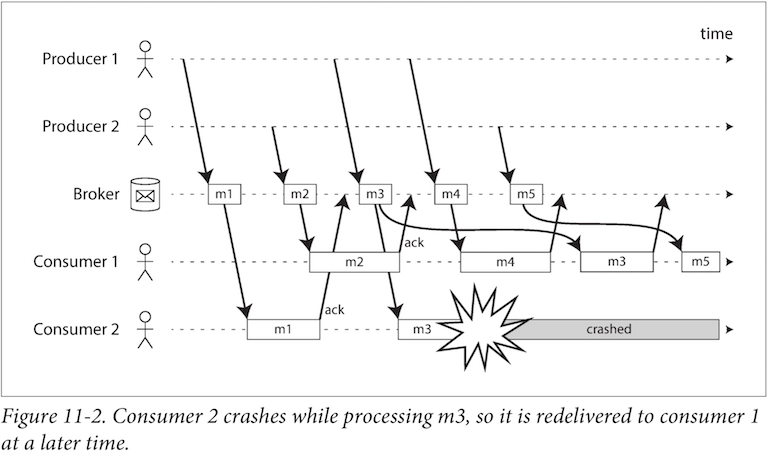 time
Producer 1
Producer 2
Broker
m1
m2
m3
m4
m5
ack
Consumer 1
m2
m4
m3
m5
ack
Consumer 2
m1
m3
crashed
Figure 11-2. Consumer 2 crashes while processing m3, so it is redelivered to consumer 1
at a later time.